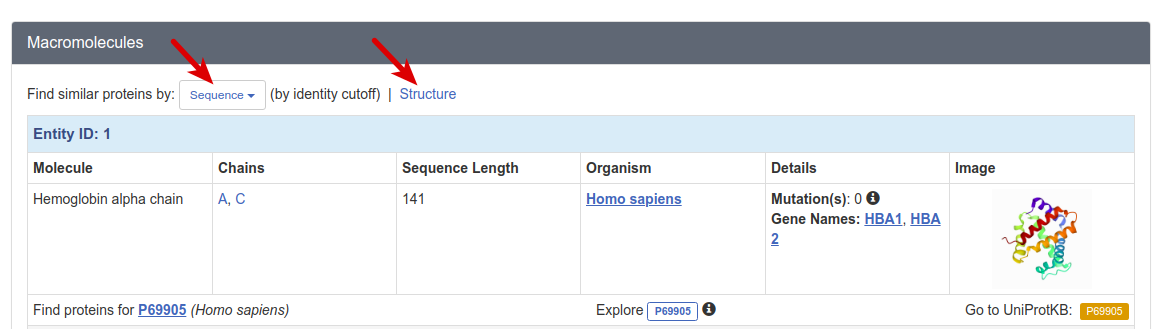 Macromolecules
Find similar proteins by: Sequence (by identity cutoff) | Structure
Entity ID: 1
Molecule Chains Sequence Length Organism Details Image
Hemoglobin alpha chain A, C 141 Homo sapiens Mutation(s): 0
Gene Names: HBA1, HBA
2
Find proteins for P69905 (Homo sapiens) Explore P69905 Go to UniProtKB: P69905